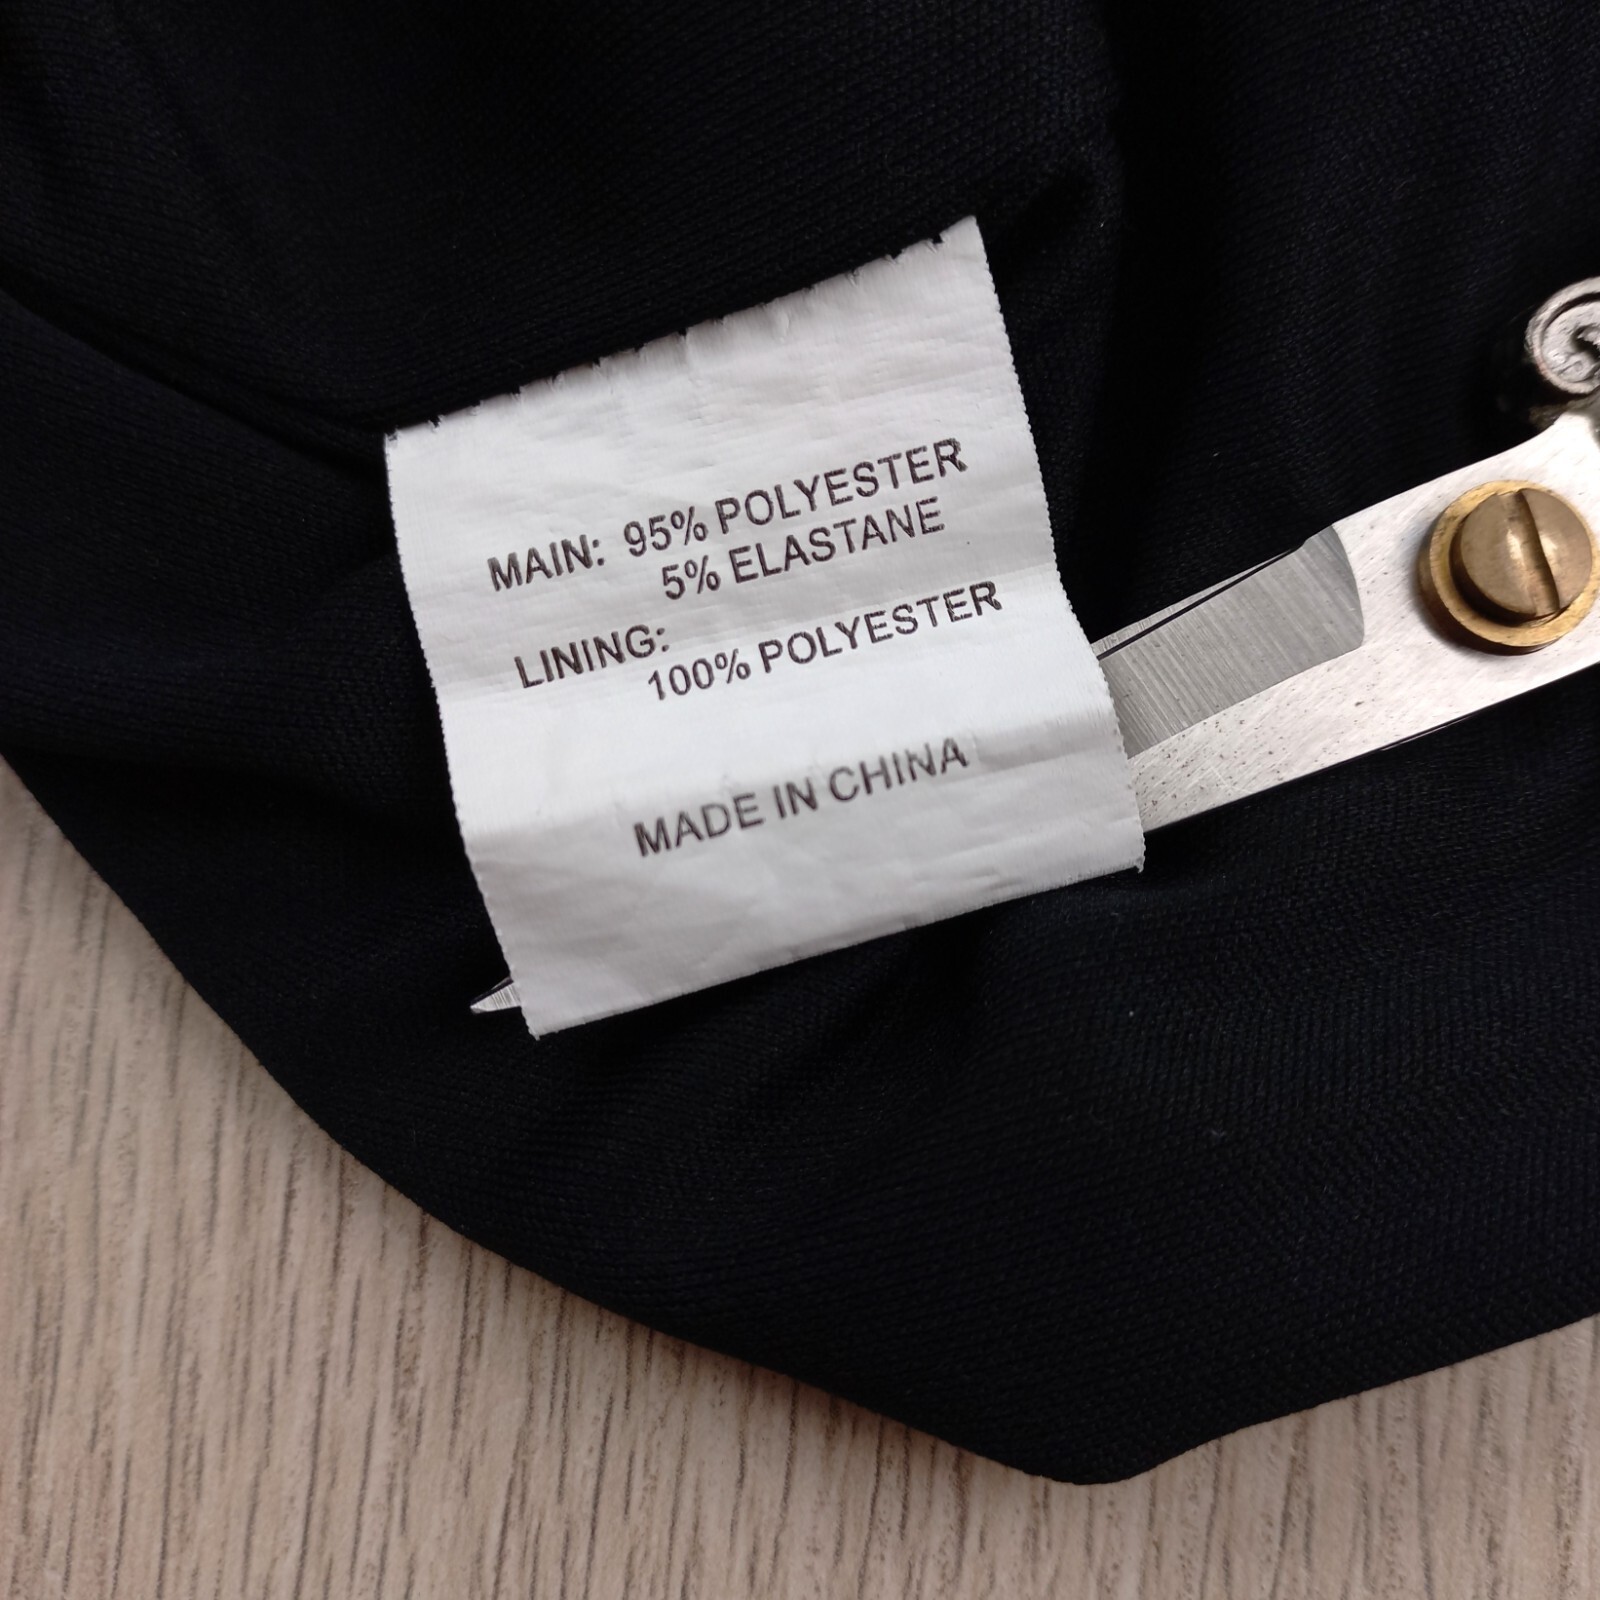 MAIN: 95% POLYESTER
5% ELASTANE
LINING:
100% POLYESTER
MADE IN CHINA